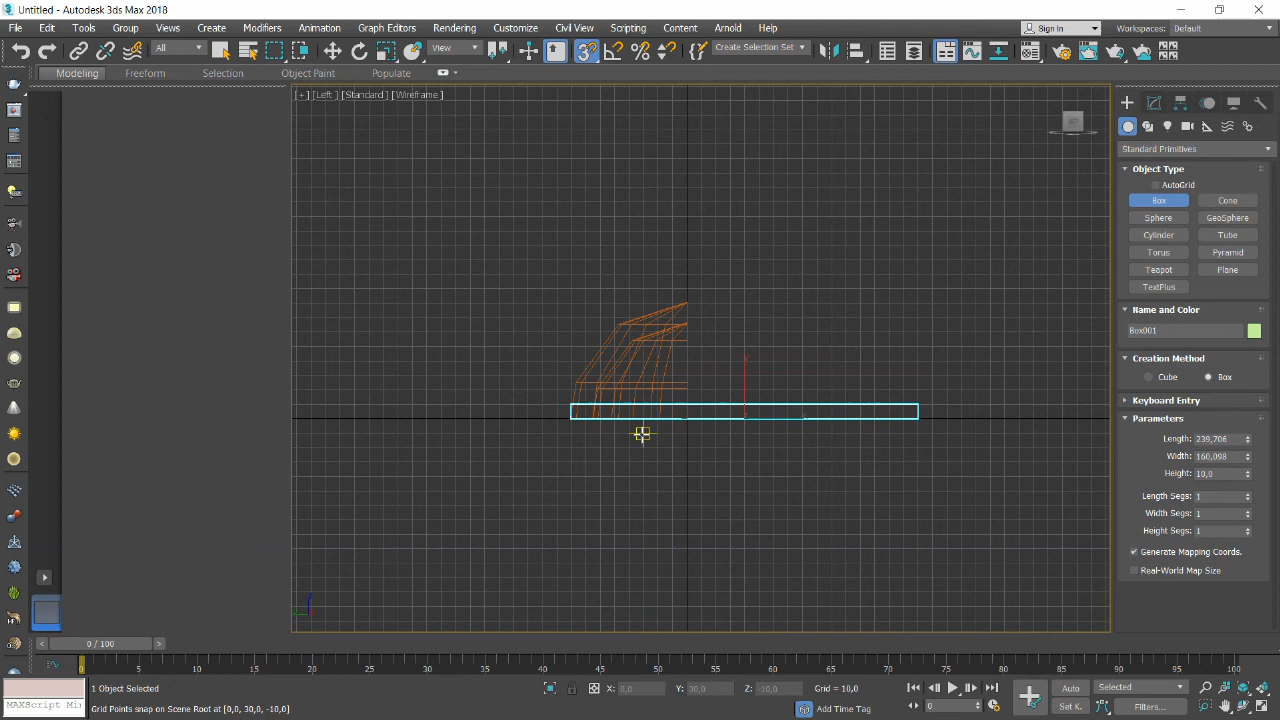 Untitled - Autodesk 3ds Max 2018
File Edit Tools Group Views Create Modifiers Animation Graph Editors Rendering Customize Civil View Scripting Content Arnold Help
Sign In
Workspaces: Default
All
View
Create Selection Set
Modeling Freeform Selection Object Paint Populate
[+] [Left ] [Standard ] [Wireframe ]
Standard Primitives
Object Type
AutoGrid
Box Cone
Sphere GeoSphere
Cylinder Tube
Torus Pyramid
Teapot Plane
TextPlus
Name and Color
Box001
Creation Method
Cube Box
Keyboard Entry
Parameters
Length: 239,706
Width: 160,098
Height: 10,0
Length Segs: 1
Width Segs: 1
Height Segs: 1
Generate Mapping Coords.
Real-World Map Size
< 0 / 100 >
0 5 10 15 20 25 30 35 40 45 50 55 60 65 70 75 80 85 90 95 100
1 Object Selected
X: 0,0 Y: 30,0 Z: -10,0 Grid = 10,0
Auto Selected
MAXScript Mi
Grid Points snap on Scene Root at [0,0, 30,0, -10,0]
Add Time Tag
0
Set K. Filters...